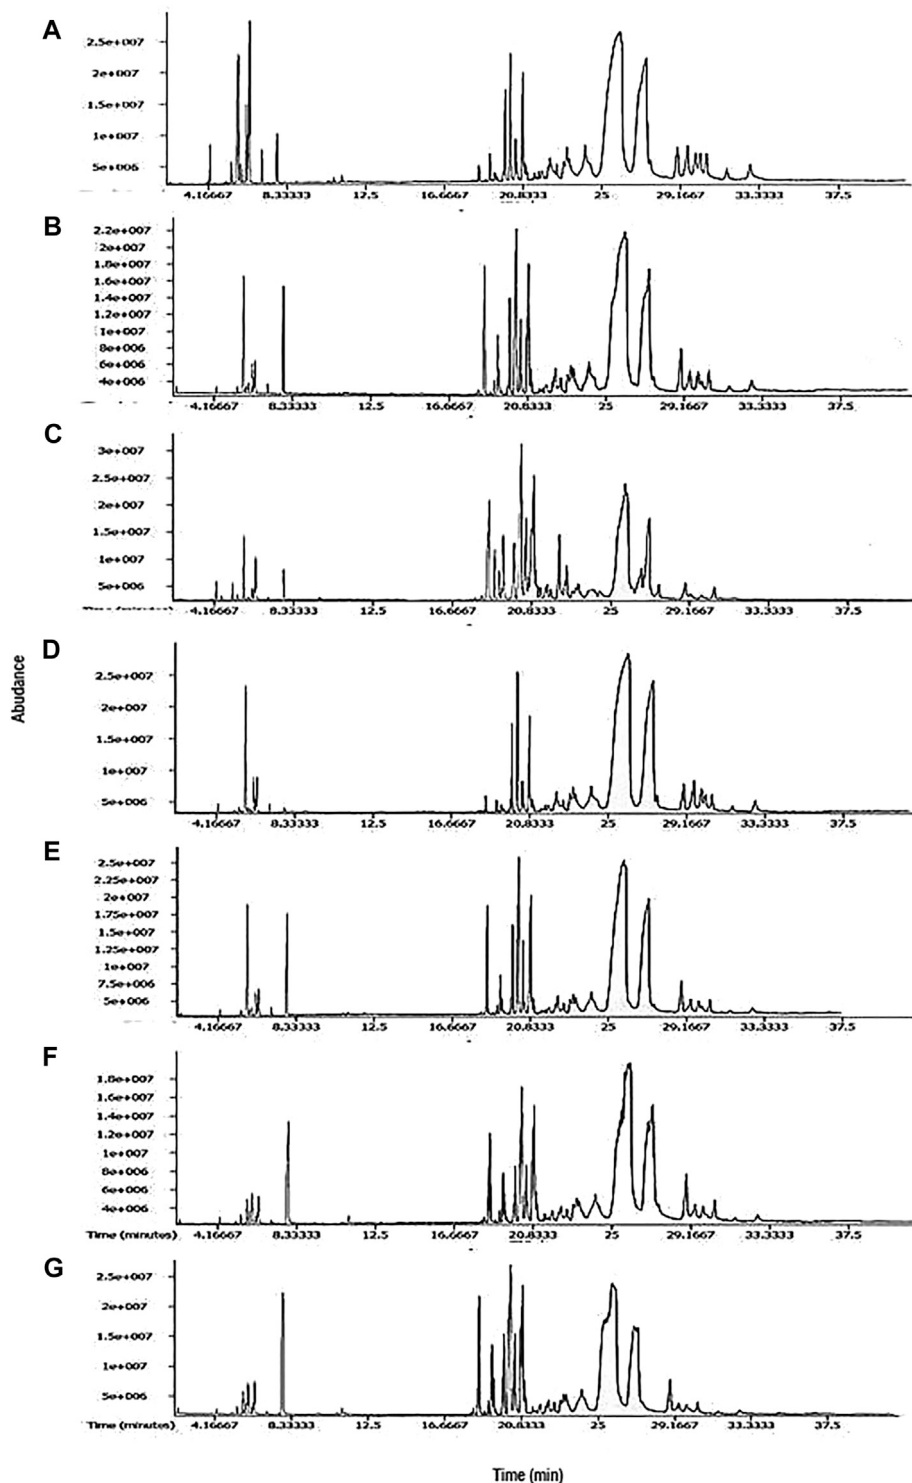 A
2.5e+007
2e+007
1.5e+007
1e+007
5e+006
4.16667 8.33333 12.5 16.6667 20.8333 25 29.1667 33.3333 37.5
B
2.2e+007
2e+007
1.8e+007
1.6e+007
1.4e+007
1.2e+007
1e+007
8e+006
6e+006
4e+006
4.16667 8.33333 12.5 16.6667 20.8333 25 29.1667 33.3333 37.5
C
3e+007
2.5e+007
2e+007
1.5e+007
1e+007
5e+006
4.16667 8.33333 12.5 16.6667 20.8333 25 29.1667 33.3333 37.5
D
2.5e+007
2e+007
1.5e+007
1e+007
5e+006
4.16667 8.33333 12.5 16.6667 20.8333 25 29.1667 33.3333 37.5
Abudance
E
2.5e+007
2.25e+007
2e+007
1.75e+007
1.5e+007
1.25e+007
1e+007
7.5e+006
5e+006
4.16667 8.33333 12.5 16.6667 20.8333 25 29.1667 33.3333 37.5
F
1.8e+007
1.6e+007
1.4e+007
1.2e+007
1e+007
8e+006
6e+006
4e+006
Time (minutes) 4.16667 8.33333 12.5 16.6667 20.8333 25 29.1667 33.3333 37.5
G
2.5e+007
2e+007
1.5e+007
1e+007
5e+006
Time (minutes) 4.16667 8.33333 12.5 16.6667 20.8333 25 29.1667 33.3333 37.5
Time (min)